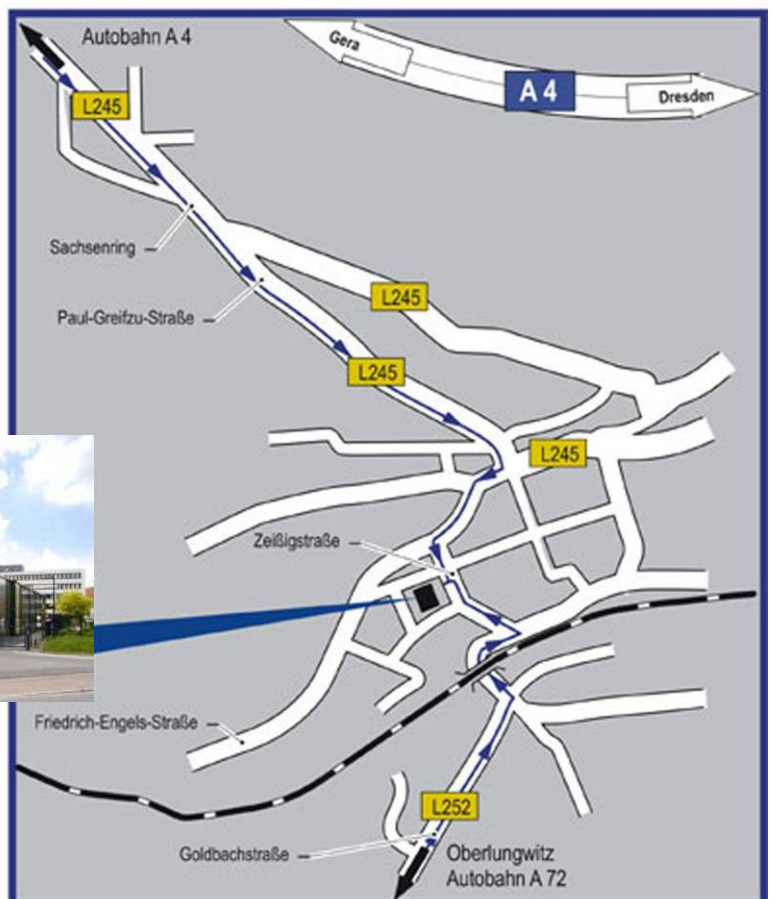 Autobahn A 4
Gera
A 4
Dresden
L245
Sachsenring
L245
Paul-Greifzu-Straße
L245
L245
Zeißigstraße
Friedrich-Engels-Straße
L252
Goldbachstraße
Oberlungwitz
Autobahn A 72